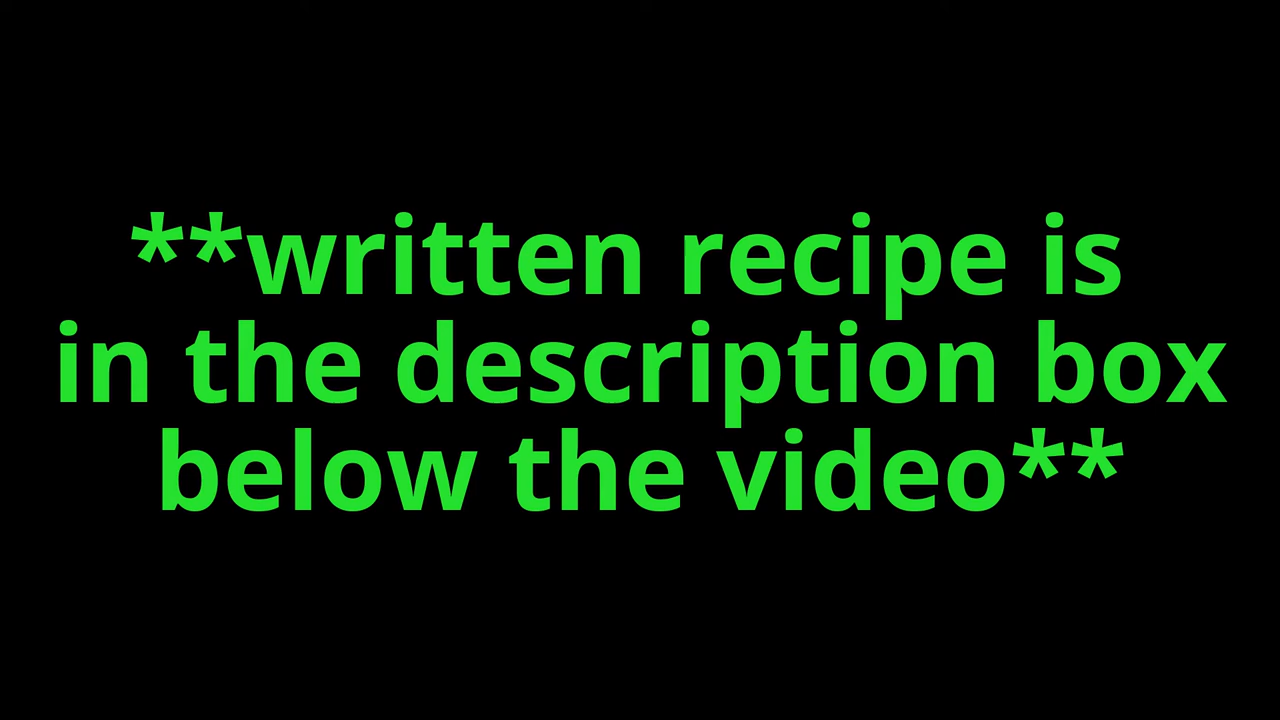 **written recipe is
in the description box
below the video**